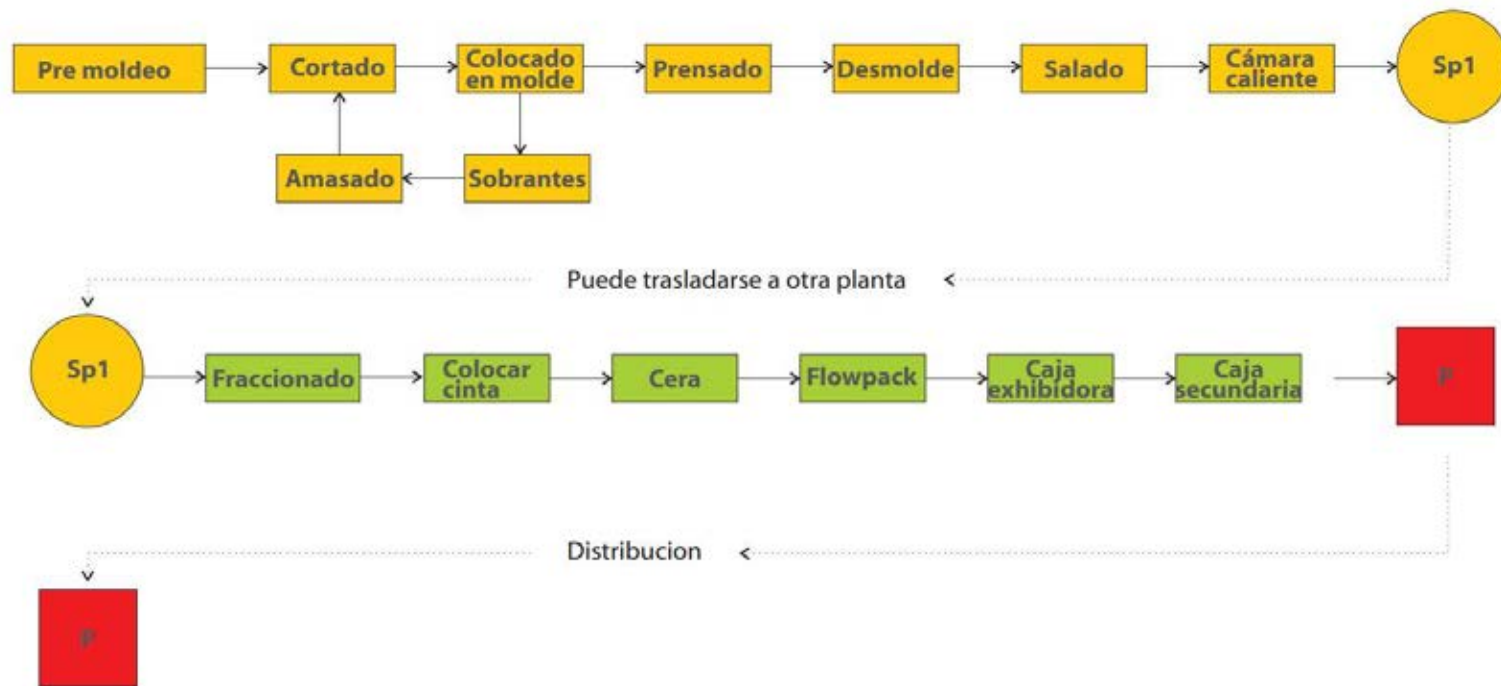 Pre moldeo
Cortado
Colocado
en molde
Prensado
Desmolde
Salado
Cámara
caliente
Sp1
Amasado
Sobrantes
Puede trasladarse a otra planta
Sp1
Fraccionado
Colocar
cinta
Cera
Flowpack
Caja
exhibidora
Caja
secundaria
P
Distribucion
P